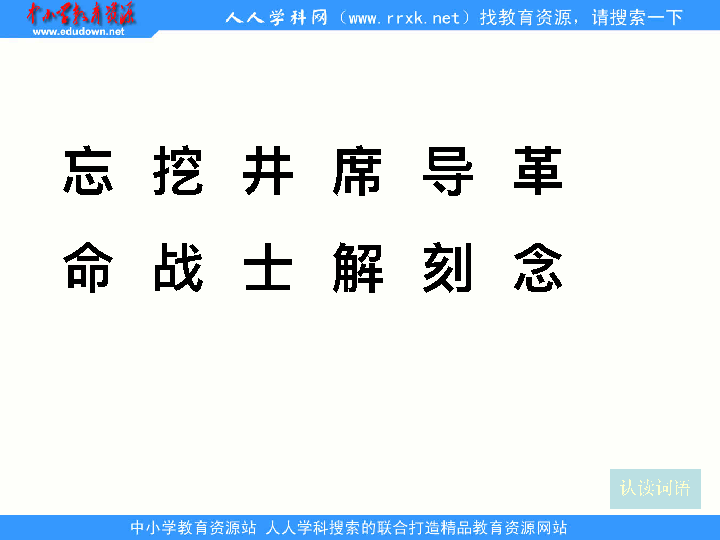 中小学教育资源
www.edudown.net
人人学科网（www.rrxk.net）找教育资源，请搜索一下
忘 挖 井 席 导 革
命 战 士 解 刻 念
认读词语
中小学教育资源站 人人学科搜索的联合打造精品教育资源网站